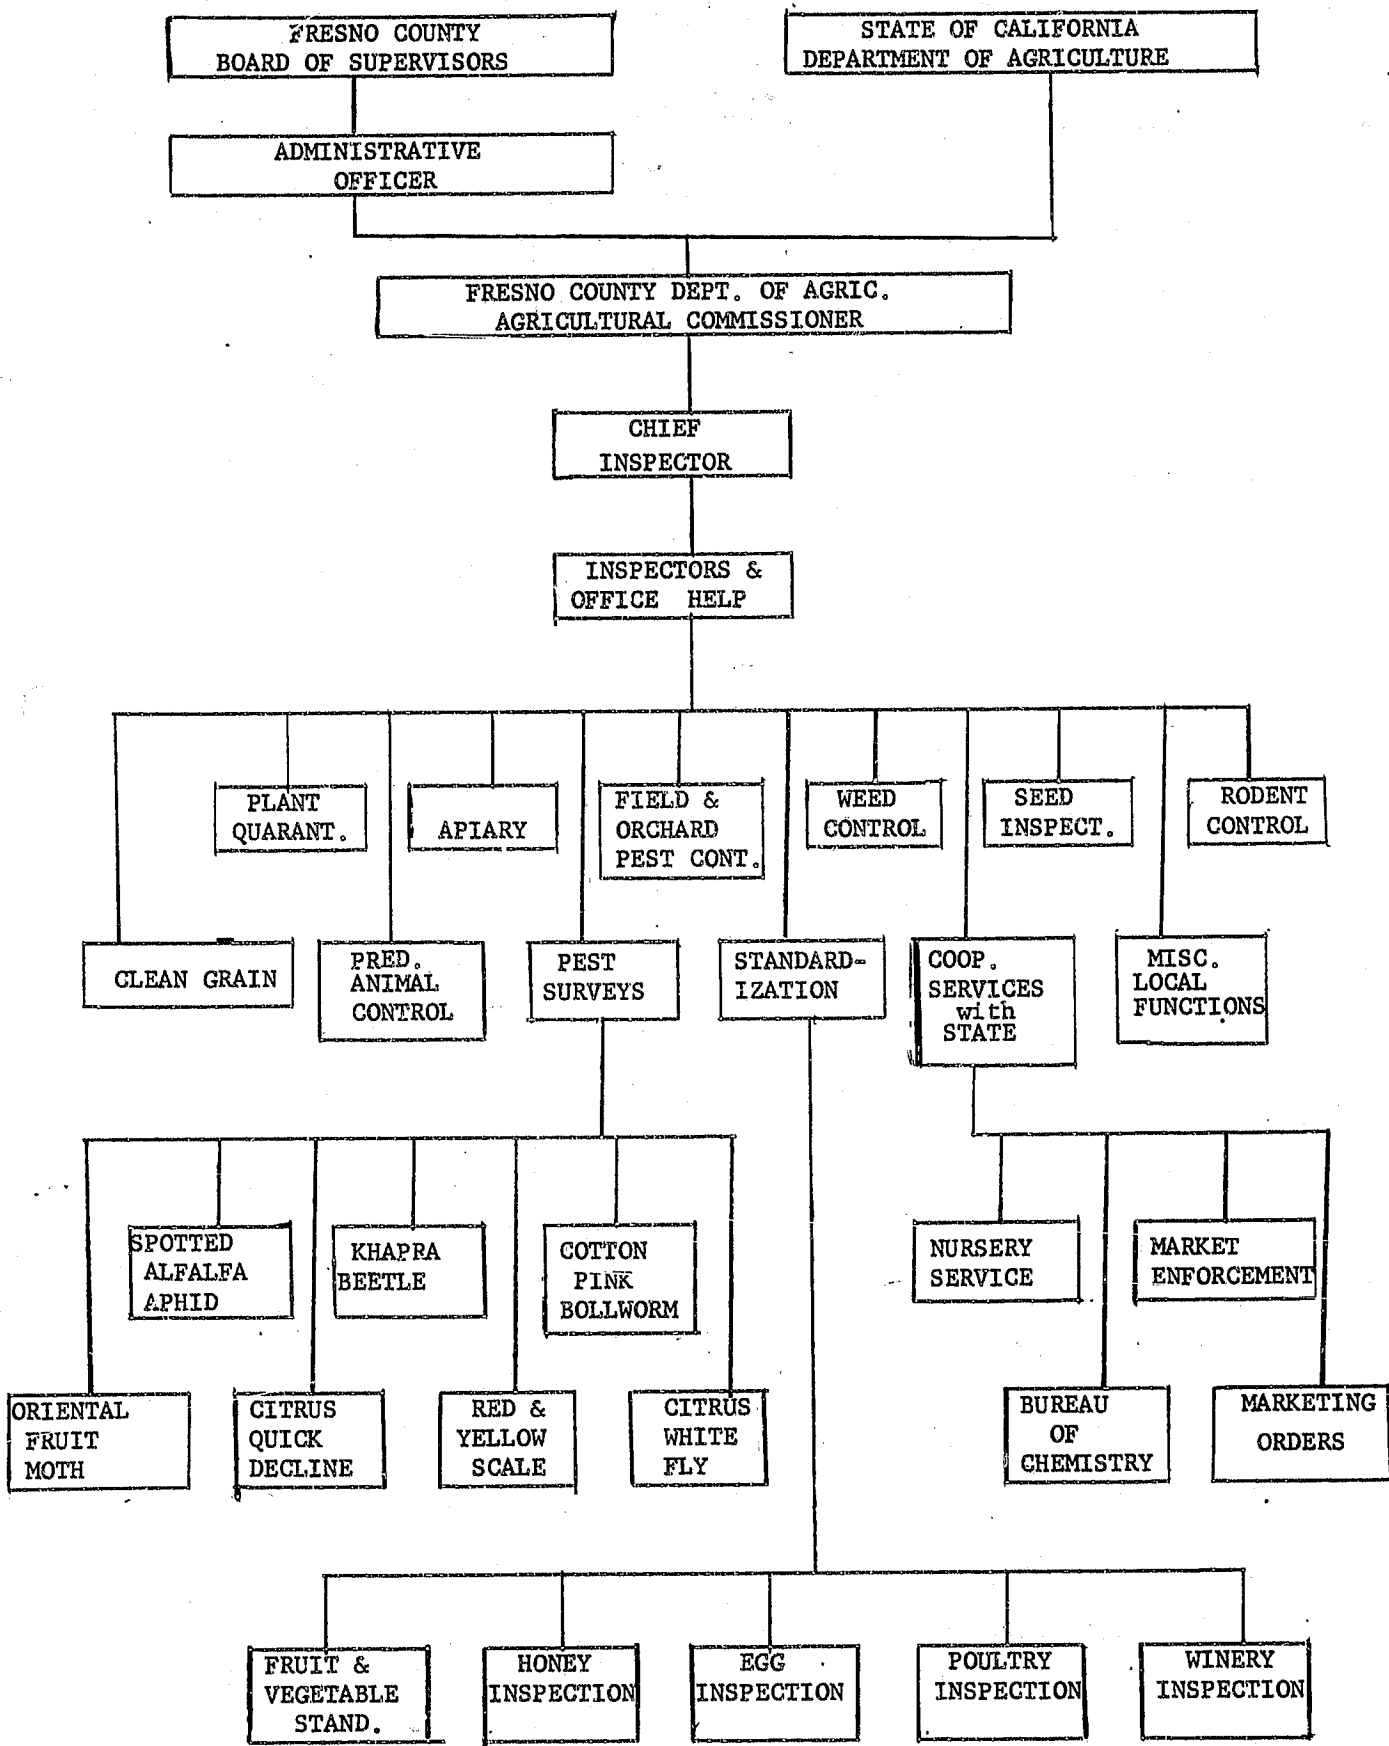 FRESNO COUNTY
BOARD OF SUPERVISORS
STATE OF CALIFORNIA
DEPARTMENT OF AGRICULTURE
ADMINISTRATIVE
OFFICER
FRESNO COUNTY DEPT. OF AGRIC.
AGRICULTURAL COMMISSIONER
CHIEF
INSPECTOR
INSPECTORS &
OFFICE HELP
PLANT
QUARANT.
APIARY
FIELD &
ORCHARD
PEST CONT.
WEED
CONTROL
SEED
INSPECT.
RODENT
CONTROL
CLEAN GRAIN
PRED.
ANIMAL
CONTROL
PEST
SURVEYS
STANDARD-
IZATION
COOP.
SERVICES
with
STATE
MISC.
LOCAL
FUNCTIONS
SPOTTED
ALFALFA
APHID
KHAPRA
BEETLE
COTTON
PINK
BOLLWORM
NURSERY
SERVICE
MARKET
ENFORCEMENT
ORIENTAL
FRUIT
MOTH
CITRUS
QUICK
DECLINE
RED &
YELLOW
SCALE
CITRUS
WHITE
FLY
BUREAU
OF
CHEMISTRY
MARKETING
ORDERS
FRUIT &
VEGETABLE
STAND.
HONEY
INSPECTION
EGG
INSPECTION
POULTRY
INSPECTION
WINERY
INSPECTION